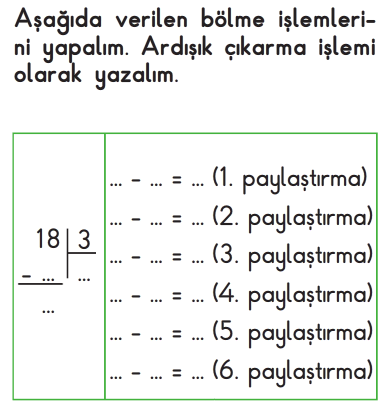 Aşağıda verilen bölme işlemleri-
ni yapalım. Ardışık çıkarma işlemi
olarak yazalım.
18 3
- ... ...
...
... - ... = ... (1. paylaştırma)
... - ... = ... (2. paylaştırma)
... - ... = ... (3. paylaştırma)
... - ... = ... (4. paylaştırma)
... - ... = ... (5. paylaştırma)
... - ... = ... (6. paylaştırma)